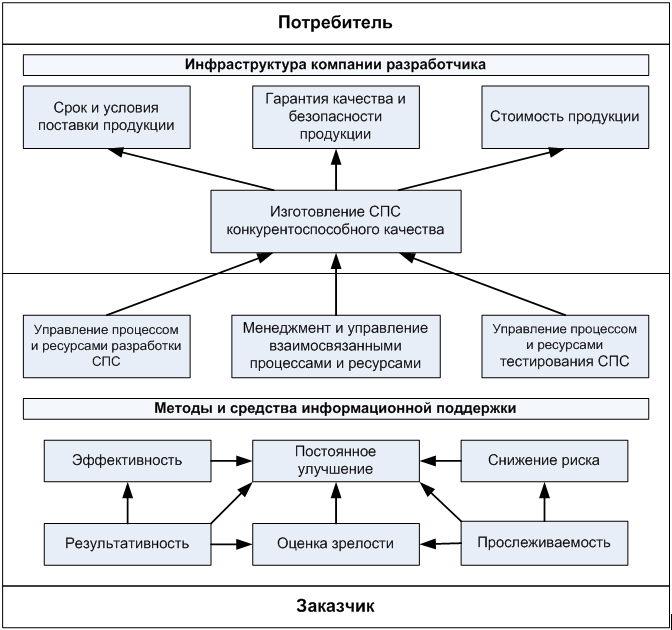 Потребитель
Инфраструктура компании разработчика
Срок и условия
поставки продукции
Гарантия качества и
безопасности
продукции
Стоимость продукции
Изготовление СПС
конкурентоспособного качества
Управление процессом
и ресурсами разработки
СПС
Менеджмент и управление
взаимосвязанными
процессами и ресурсами
Управление процессом
и ресурсами
тестирования СПС
Методы и средства информационной поддержки
Эффективность
Постоянное
улучшение
Снижение риска
Результативность
Оценка зрелости
Прослеживаемость
Заказчик